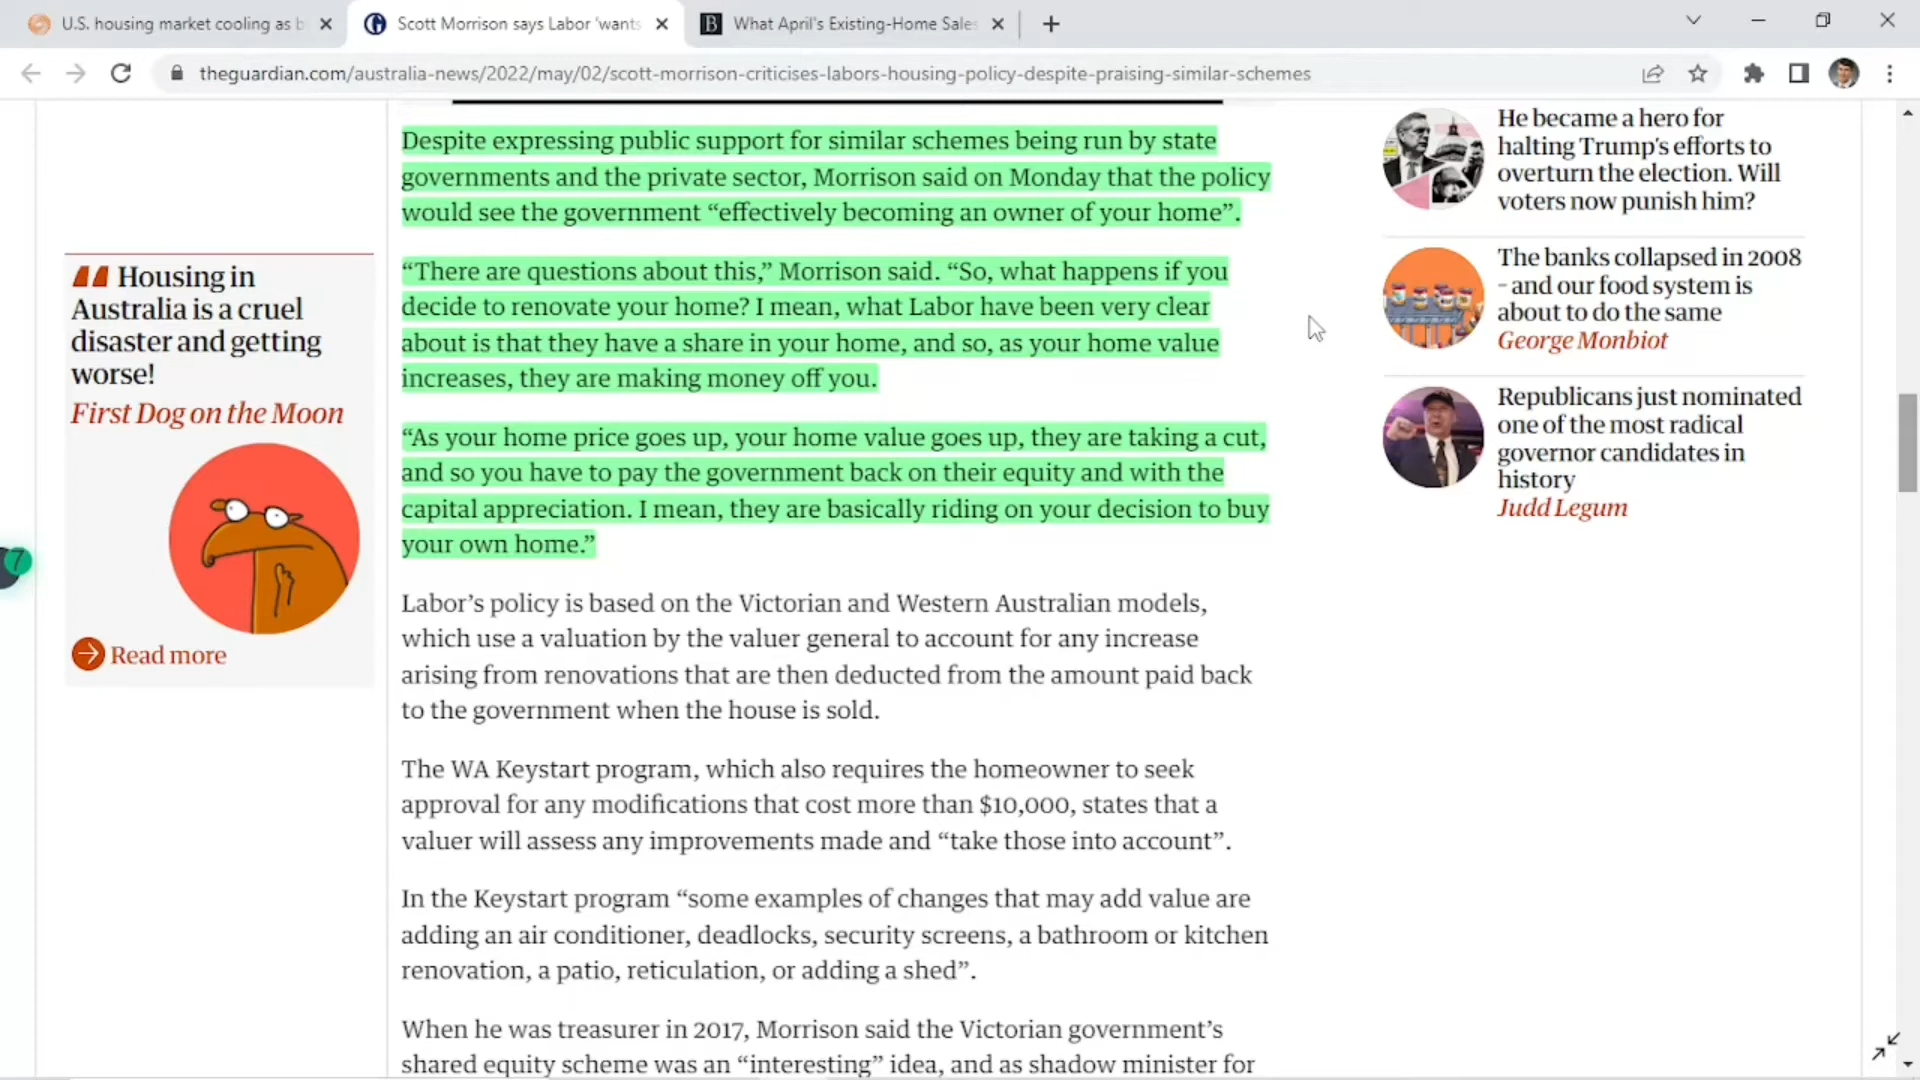 U.S. housing market cooling as b
Scott Morrison says Labor 'wants
B
What April's Existing-Home Sales
theguardian.com/australia-news/2022/may/02/scott-morrison-criticises-labors-housing-policy-despite-praising-similar-schemes
Housing in
Australia is a cruel
disaster and getting
worse!
First Dog on the Moon
Read more
7
Despite expressing public support for similar schemes being run by state
governments and the private sector, Morrison said on Monday that the policy
would see the government “effectively becoming an owner of your home”.
“There are questions about this,” Morrison said. “So, what happens if you
decide to renovate your home? I mean, what Labor have been very clear
about is that they have a share in your home, and so, as your home value
increases, they are making money off you.
“As your home price goes up, your home value goes up, they are taking a cut,
and so you have to pay the government back on their equity and with the
capital appreciation. I mean, they are basically riding on your decision to buy
your own home.”
Labor’s policy is based on the Victorian and Western Australian models,
which use a valuation by the valuer general to account for any increase
arising from renovations that are then deducted from the amount paid back
to the government when the house is sold.
The WA Keystart program, which also requires the homeowner to seek
approval for any modifications that cost more than $10,000, states that a
valuer will assess any improvements made and “take those into account”.
In the Keystart program “some examples of changes that may add value are
adding an air conditioner, deadlocks, security screens, a bathroom or kitchen
renovation, a patio, reticulation, or adding a shed”.
When he was treasurer in 2017, Morrison said the Victorian government’s
shared equity scheme was an “interesting” idea, and as shadow minister for
He became a hero for
halting Trump’s efforts to
overturn the election. Will
voters now punish him?
The banks collapsed in 2008
– and our food system is
about to do the same
George Monbiot
Republicans just nominated
one of the most radical
governor candidates in
history
Judd Legum